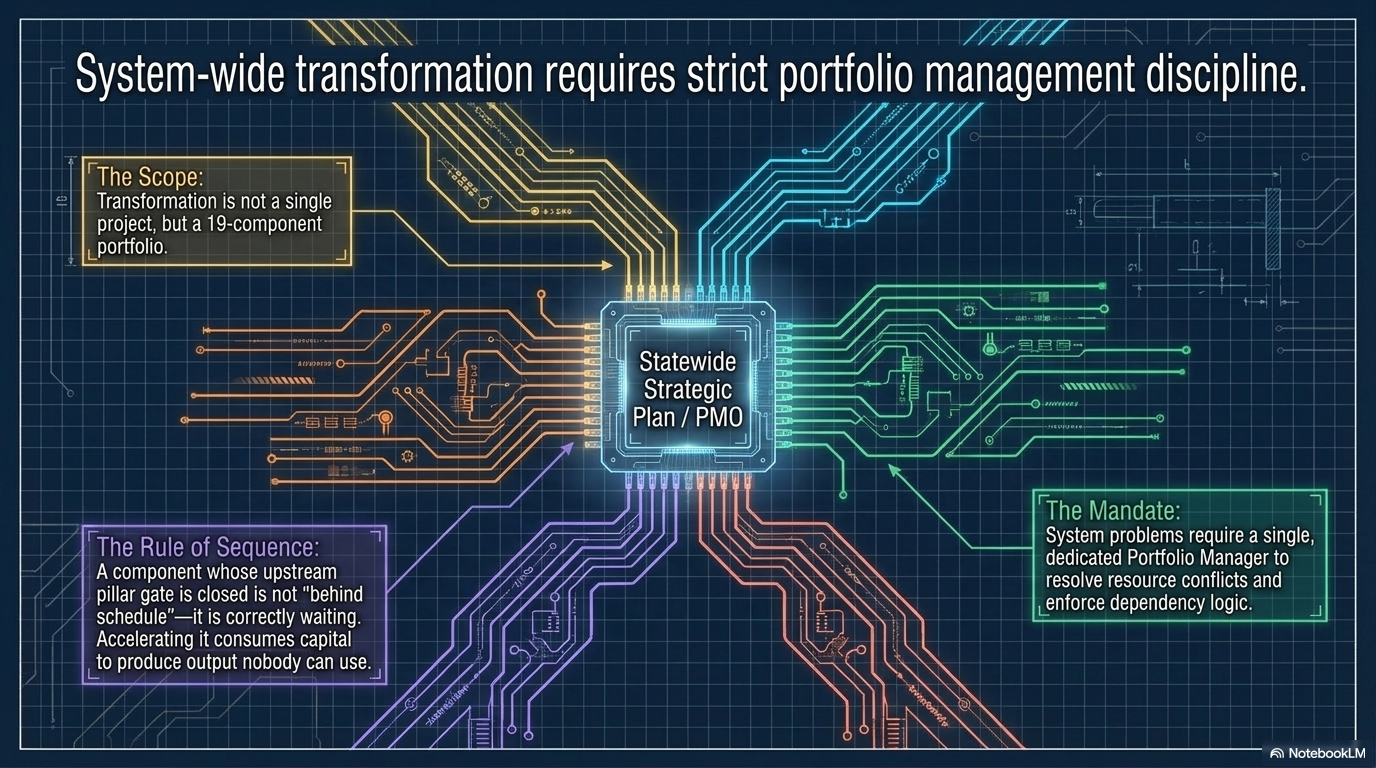 System-wide transformation requires strict portfolio management discipline.
The Scope:
Transformation is not a single
project, but a 19-component
portfolio.
Statewide
Strategic
Plan / PMO
The Rule of Sequence:
A component whose upstream
pillar gate is closed is not "behind
schedule"—it is correctly waiting.
Accelerating it consumes capital
to produce output nobody can use.
The Mandate:
System problems require a single,
dedicated Portfolio Manager to
resolve resource conflicts and
enforce dependency logic.
NotebookLM